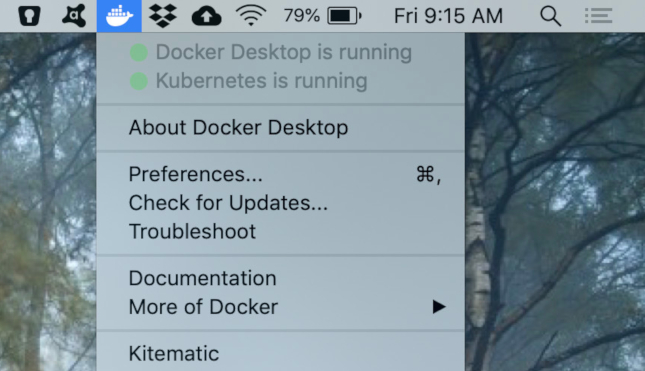 79% Fri 9:15 AM
Docker Desktop is running
Kubernetes is running
About Docker Desktop
Preferences... ⌘,
Check for Updates...
Troubleshoot
Documentation
More of Docker
Kitematic